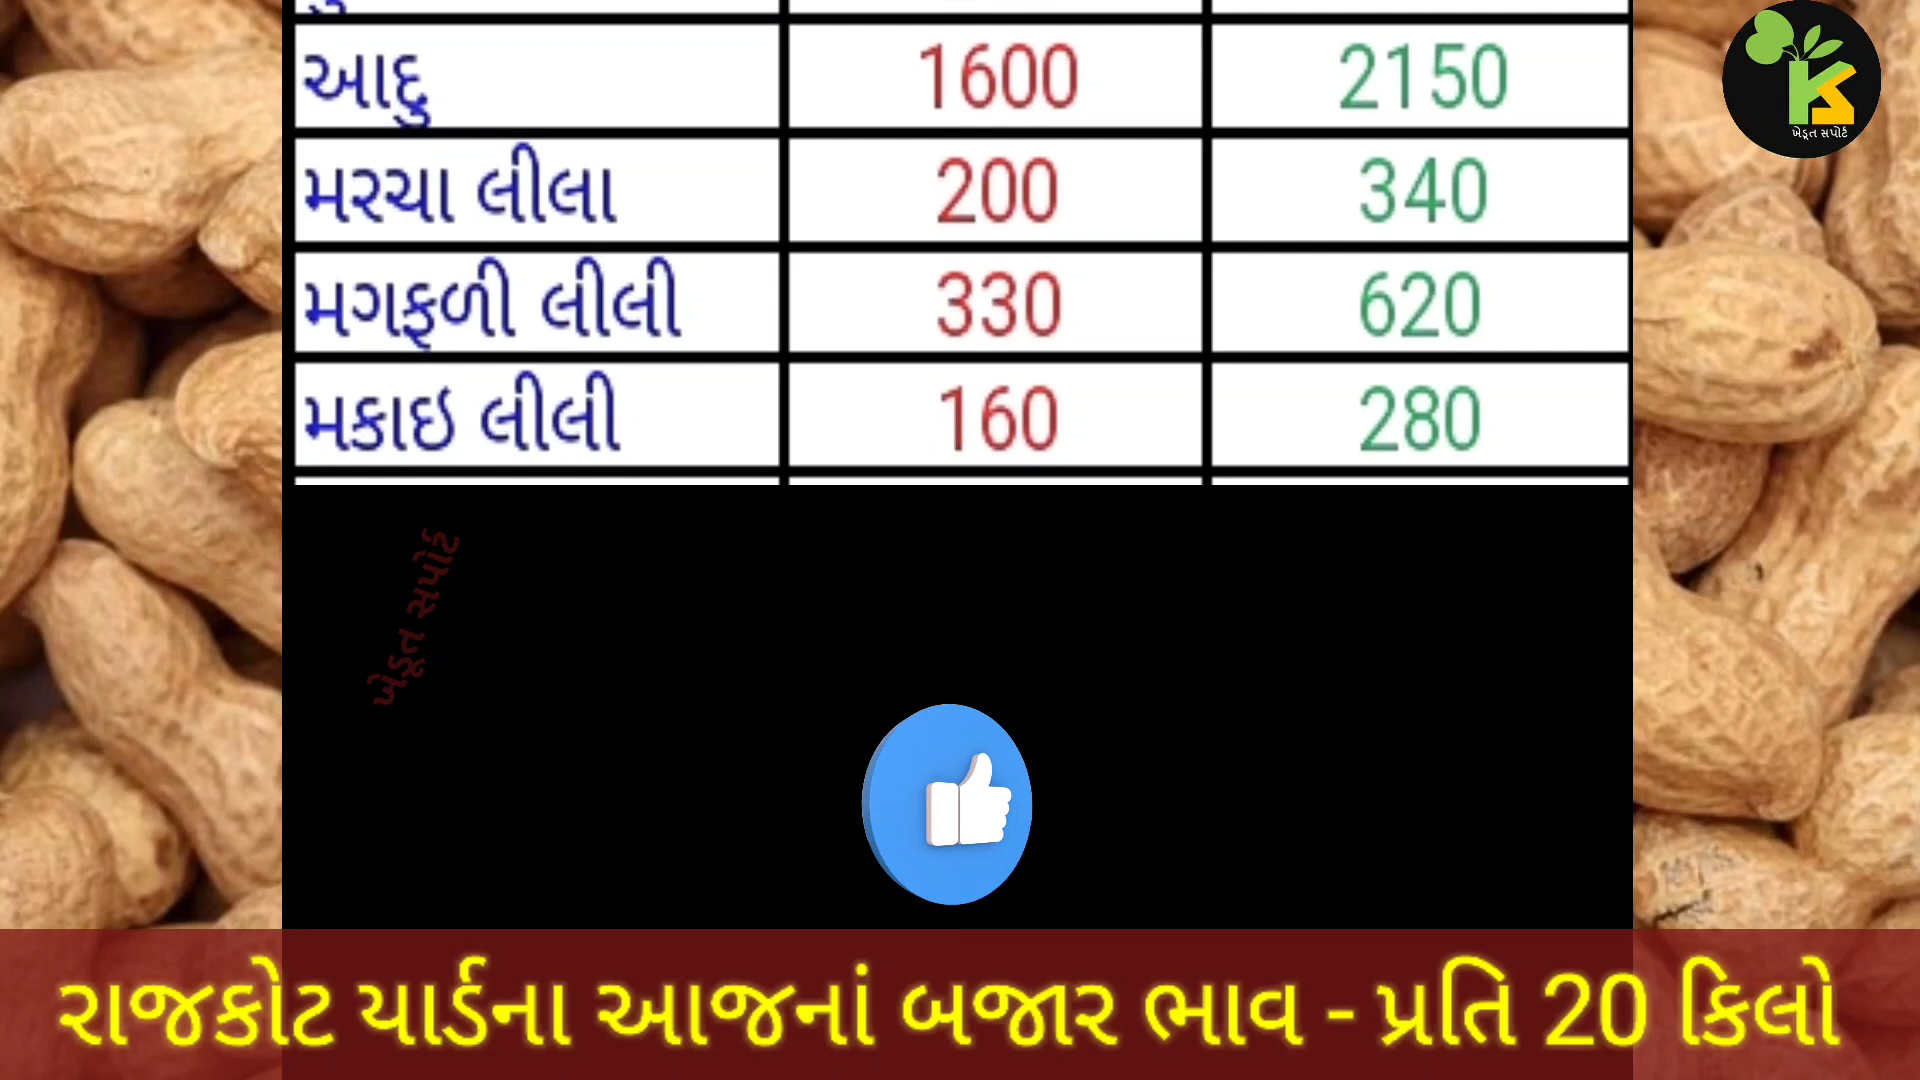 આદુ 1600 2150
મરચા લીલા 200 340
મગફળી લીલી 330 620
મકાઇ લીલી 160 280
ખેડૂત સપોર્ટ
ખેડૂત સપોર્ટ
રાજકોટ યાર્ડના આજનાં બજાર ભાવ - પ્રતિ 20 કિલો